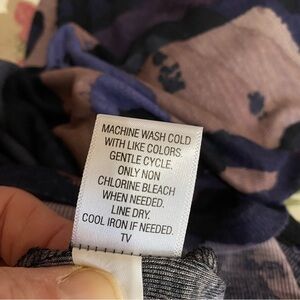 MACHINE WASH COLD
WITH LIKE COLORS.
GENTLE CYCLE.
ONLY NON
CHLORINE BLEACH
WHEN NEEDED.
LINE DRY.
COOL IRON IF NEEDED.
TV